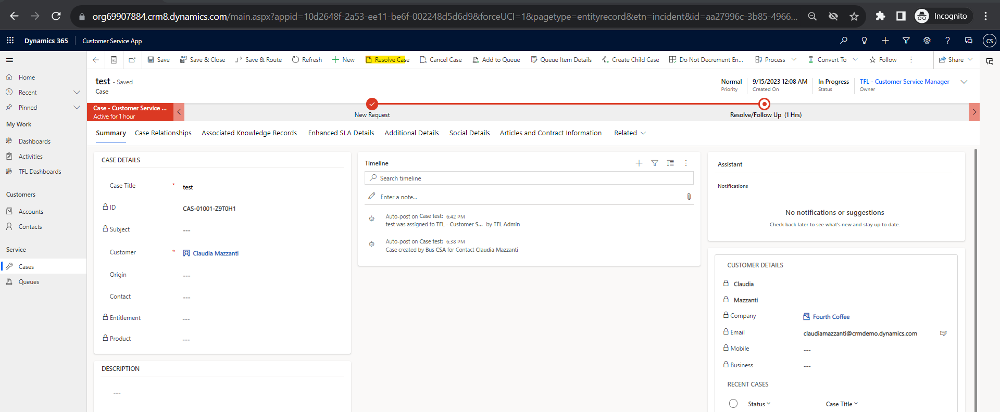 org69907884.crm8.dynamics.com/main.aspx?appid=10d2648f-2a53-ee11-be6f-002248d5d6d9&forceUCI=1&pagetype=entityrecord&etn=incident&id=aa27996c-3b85-4966...
Incognito
Dynamics 365
Customer Service App
CS
Save
Save & Close
Save & Route
Refresh
New
Resolve Case
Cancel Case
Add to Queue
Queue Item Details
Create Child Case
Do Not Decrement En...
Process
Convert To
Follow
Share
Home
Recent
Pinned
My Work
Dashboards
Activities
TFL Dashboards
Customers
Accounts
Contacts
Service
Cases
Queues
test - Saved
Case
Normal
Priority
9/15/2023 12:08 AM
Created On
In Progress
Status
TFL - Customer Service Manager
Owner
Case - Customer Service ...
Active for 1 hour
New Request
Resolve/Follow Up (1 Hrs)
Summary
Case Relationships
Associated Knowledge Records
Enhanced SLA Details
Additional Details
Social Details
Articles and Contract Information
Related
CASE DETAILS
Case Title * test
ID CAS-01001-Z9T0H1
Subject ---
Customer * Claudia Mazzanti
Origin ---
Contact ---
Entitlement ---
Product ---
DESCRIPTION
---
Timeline
Search timeline
Enter a note...
Auto-post on Case test: 6:42 PM
test was assigned to TFL - Customer S... by TFL Admin
Auto-post on Case test: 6:38 PM
Case created by Bus CSA for Contact Claudia Mazzanti
Assistant
Notifications
No notifications or suggestions
Check back later to see what's new and stay up to date.
CUSTOMER DETAILS
Claudia
Mazzanti
Company Fourth Coffee
Email claudiamazzanti@crmdemo.dynamics.com
Mobile ---
Business ---
RECENT CASES
Status
Case Title